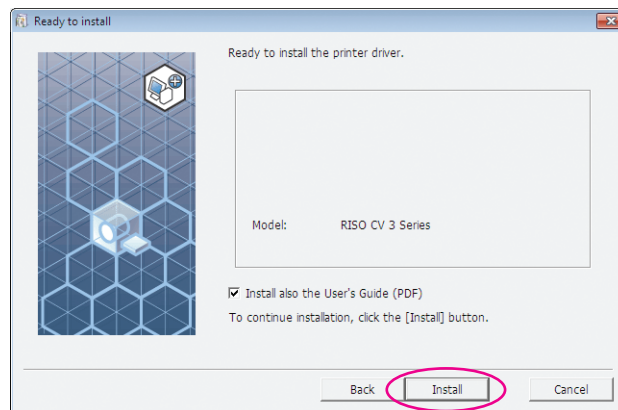 Ready to install
Ready to install the printer driver.
Model: RISO CV 3 Series
Install also the User's Guide (PDF)
To continue installation, click the [Install] button.
Back Install Cancel